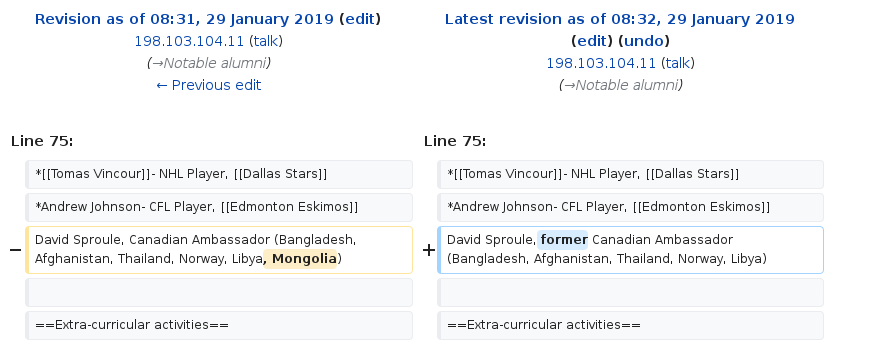 Revision as of 08:31, 29 January 2019 (edit)
198.103.104.11 (talk)
(→Notable alumni)
← Previous edit
Latest revision as of 08:32, 29 January 2019
(edit) (undo)
198.103.104.11 (talk)
(→Notable alumni)
Line 75:
Line 75:
*[[Tomas Vincour]]- NHL Player, [[Dallas Stars]]
*[[Tomas Vincour]]- NHL Player, [[Dallas Stars]]
*Andrew Johnson- CFL Player, [[Edmonton Eskimos]]
*Andrew Johnson- CFL Player, [[Edmonton Eskimos]]
− David Sproule, Canadian Ambassador (Bangladesh,
Afghanistan, Thailand, Norway, Libya, Mongolia)
+ David Sproule, former Canadian Ambassador
(Bangladesh, Afghanistan, Thailand, Norway, Libya)
==Extra-curricular activities==
==Extra-curricular activities==